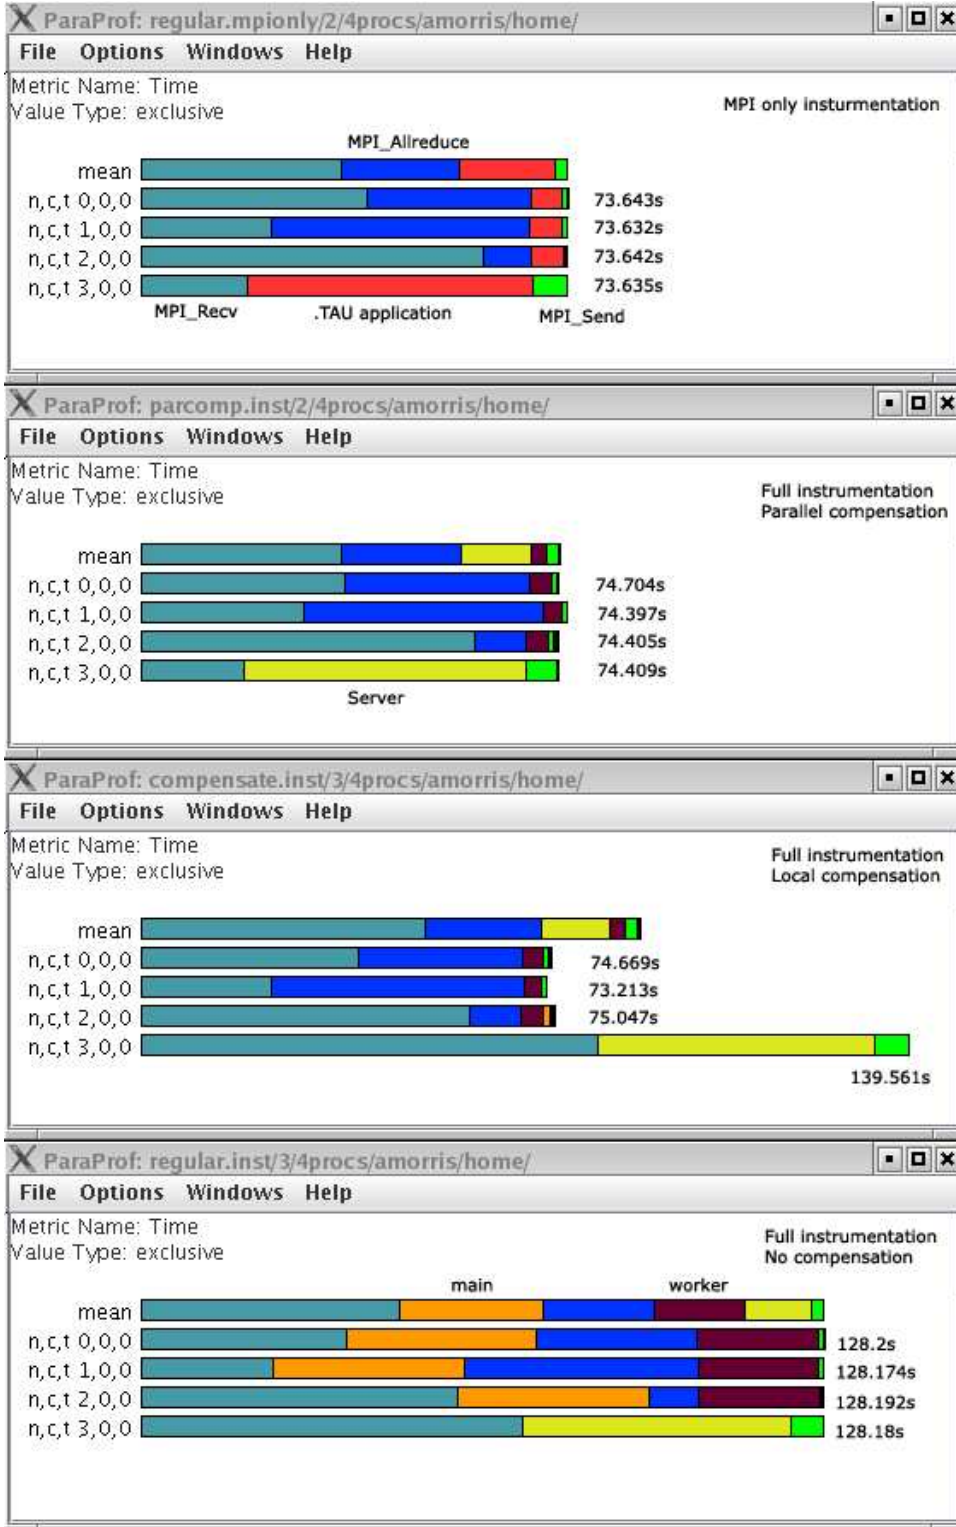 ParaProf: regular.mpionly/2/4procs/amorris/home/
File Options Windows Help
Metric Name: Time
Value Type: exclusive
MPI only insturmentation
MPI_Allreduce
mean
n,c,t 0,0,0 73.643s
n,c,t 1,0,0 73.632s
n,c,t 2,0,0 73.642s
n,c,t 3,0,0 73.635s
MPI_Recv .TAU application MPI_Send
ParaProf: parcomp.inst/2/4procs/amorris/home/
File Options Windows Help
Metric Name: Time
Value Type: exclusive
Full instrumentation
Parallel compensation
mean
n,c,t 0,0,0 74.704s
n,c,t 1,0,0 74.397s
n,c,t 2,0,0 74.405s
n,c,t 3,0,0 74.409s
Server
ParaProf: compensate.inst/3/4procs/amorris/home/
File Options Windows Help
Metric Name: Time
Value Type: exclusive
Full instrumentation
Local compensation
mean
n,c,t 0,0,0 74.669s
n,c,t 1,0,0 73.213s
n,c,t 2,0,0 75.047s
n,c,t 3,0,0
139.561s
ParaProf: regular.inst/3/4procs/amorris/home/
File Options Windows Help
Metric Name: Time
Value Type: exclusive
Full instrumentation
No compensation
main worker
mean
n,c,t 0,0,0 128.2s
n,c,t 1,0,0 128.174s
n,c,t 2,0,0 128.192s
n,c,t 3,0,0 128.18s